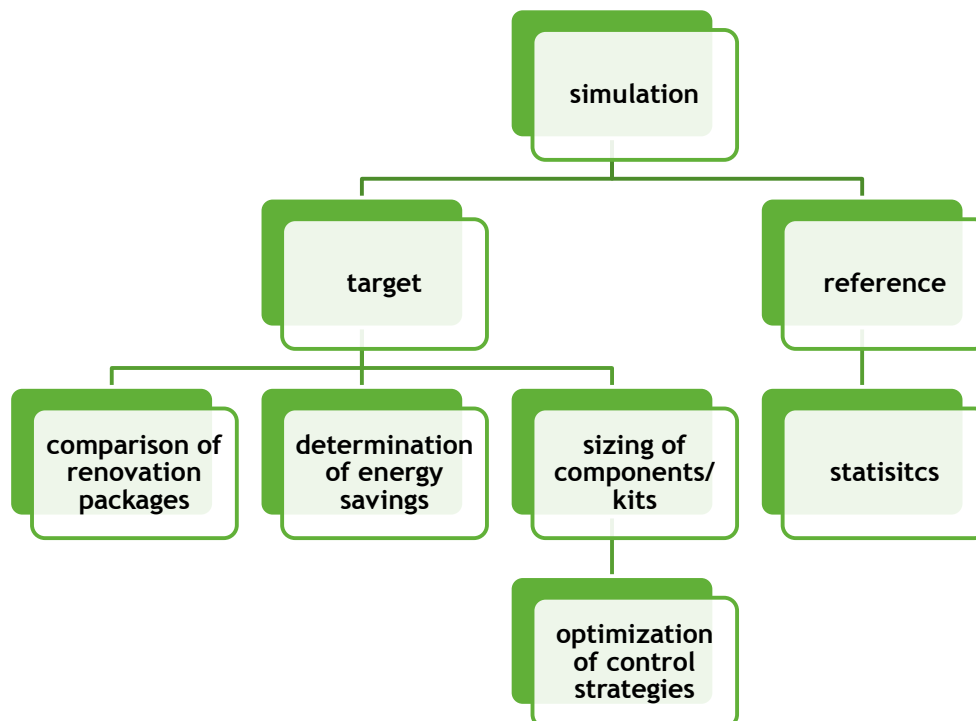 simulation
target
reference
comparison of
renovation
packages
determination
of energy
savings
sizing of
components/
kits
statisitcs
optimization
of control
strategies